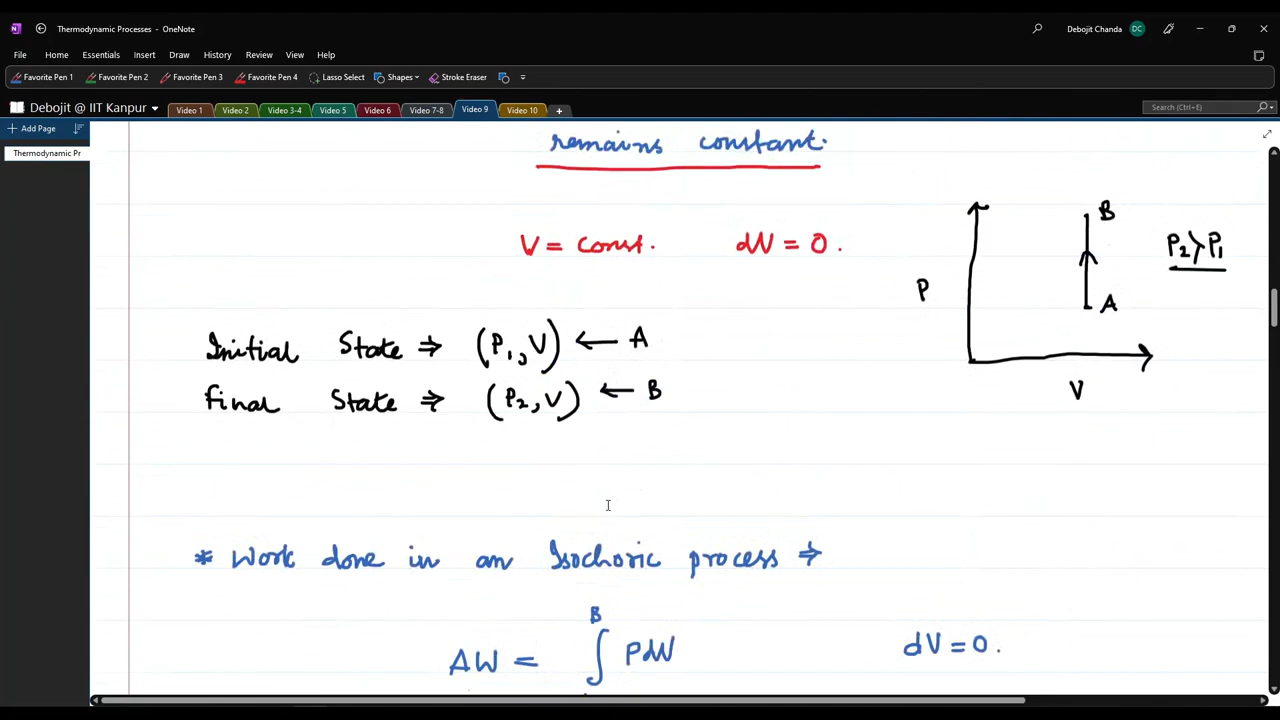 Thermodynamic Processes - OneNote
Debojit Chanda DC
File Home Essentials Insert Draw History Review View Help
Favorite Pen 1 Favorite Pen 2 Favorite Pen 3 Favorite Pen 4 Lasso Select Shapes Stroke Eraser
Debojit @ IIT Kanpur Video 1 Video 2 Video 3-4 Video 5 Video 6 Video 7-8 Video 9 Video 10 + Search (Ctrl+E)
+ Add Page
Thermodynamic Pr
remains constant.
V = const. dV = 0.
B
P₂>P₁
P
A
V
Initial State ⇒ (P₁, V) ← A
Final State ⇒ (P₂, V) ← B
* Work done in an Isochoric process ⇒
B
ΔW = ∫ PdV dV = 0.